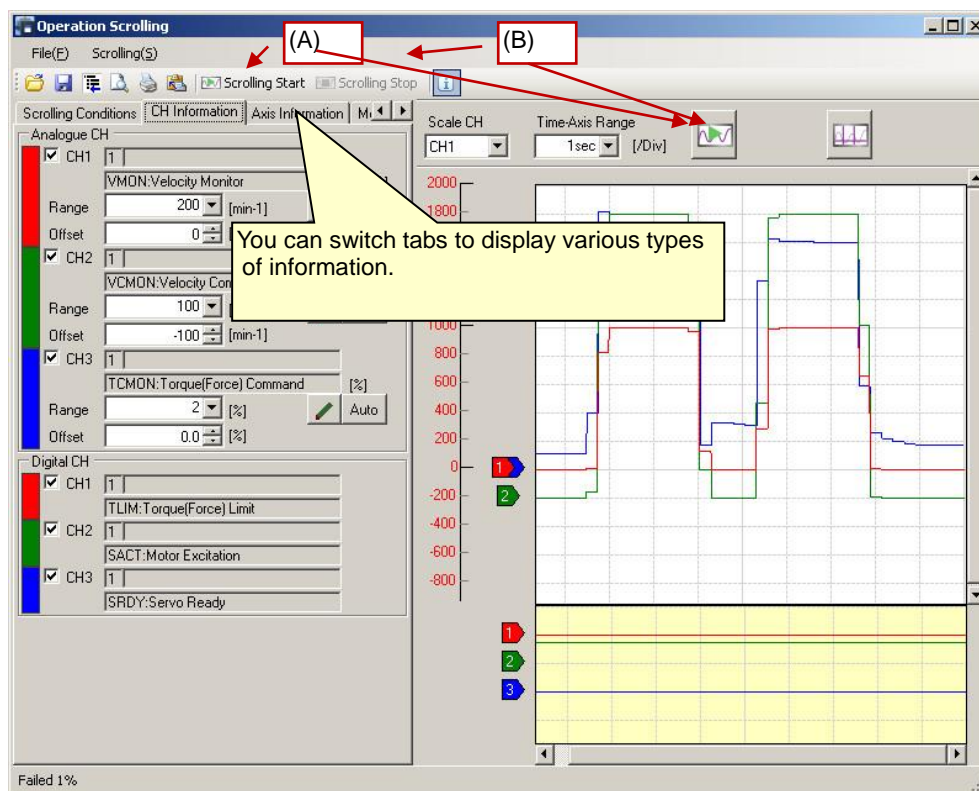 Operation Scrolling
(A)
(B)
File(F) Scrolling(S)
Scrolling Start Scrolling Stop
Scrolling Conditions CH Information Axis Information
Analogue CH
CH1 1
VMON:Velocity Monitor
Range 200 [min-1]
Offset 0
CH2 1
Range 100
Offset -100 [min-1]
CH3 1
TCMON:Torque(Force) Command [%]
Range 2 [%] Auto
Offset 0.0 [%]
Digital CH
CH1 1
TLIM:Torque(Force) Limit
CH2 1
SACT:Motor Excitation
CH3 1
SRDY:Servo Ready
You can switch tabs to display various types
of information.
Scale CH Time-Axis Range
CH1 1sec [/Div]
2000
1800
1000
800
600
400
200
0
-200
-400
-600
-800
1
2
1
2
3
Failed 1%